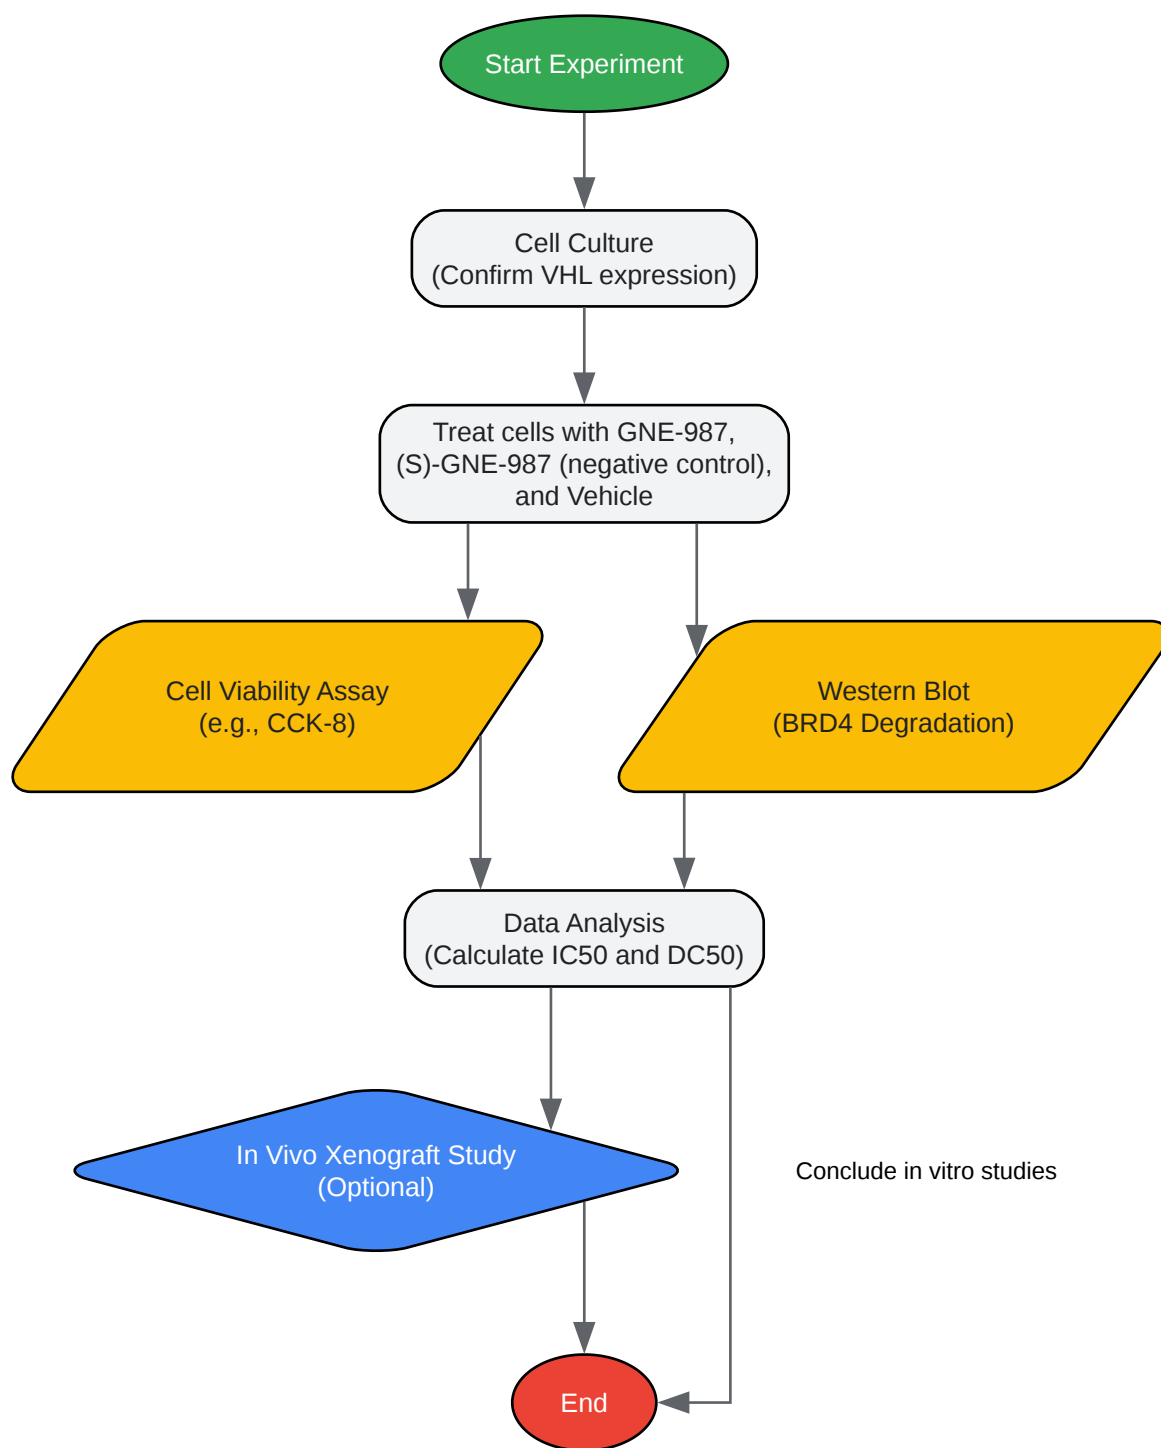 Start Experiment
Cell Culture
(Confirm VHL expression)
Treat cells with GNE-987,
(S)-GNE-987 (negative control),
and Vehicle
Cell Viability Assay
(e.g., CCK-8)
Western Blot
(BRD4 Degradation)
Data Analysis
(Calculate IC50 and DC50)
In Vivo Xenograft Study
(Optional)
Conclude in vitro studies
End